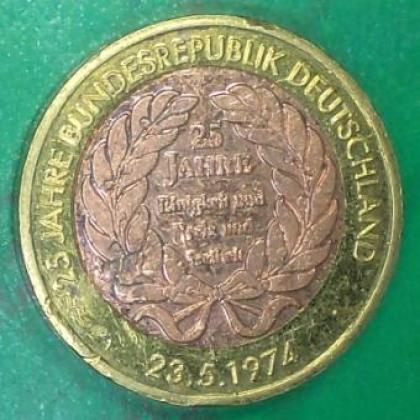 25 JAHRE BUNDESREPUBLIK DEUTSCHLAND
25
JAHRE
Einigkeit und
Recht und
Freiheit
23.5.1974